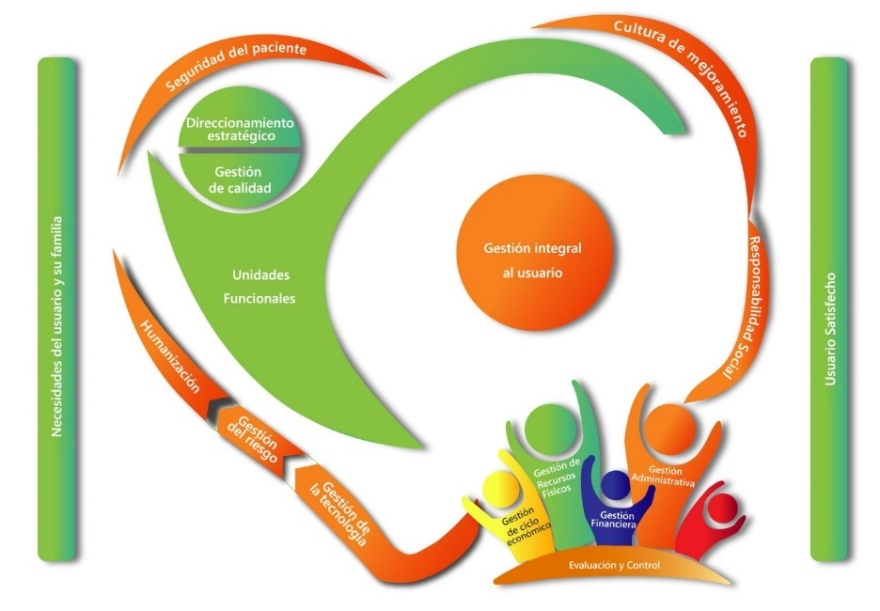 Necesidades del usuario y su familia
Seguridad del paciente
Direccionamiento
estratégico
Gestión
de calidad
Unidades
Funcionales
Gestión integral
al usuario
Cultura de mejoramiento
Responsabilidad Social
Humanización
Gestión
del riesgo
Gestión de
la tecnología
Gestión
de ciclo
económico
Gestión de
Recursos
Físicos
Gestión
Financiera
Gestión
Administrativa
Evaluación y Control
Usuario Satisfecho